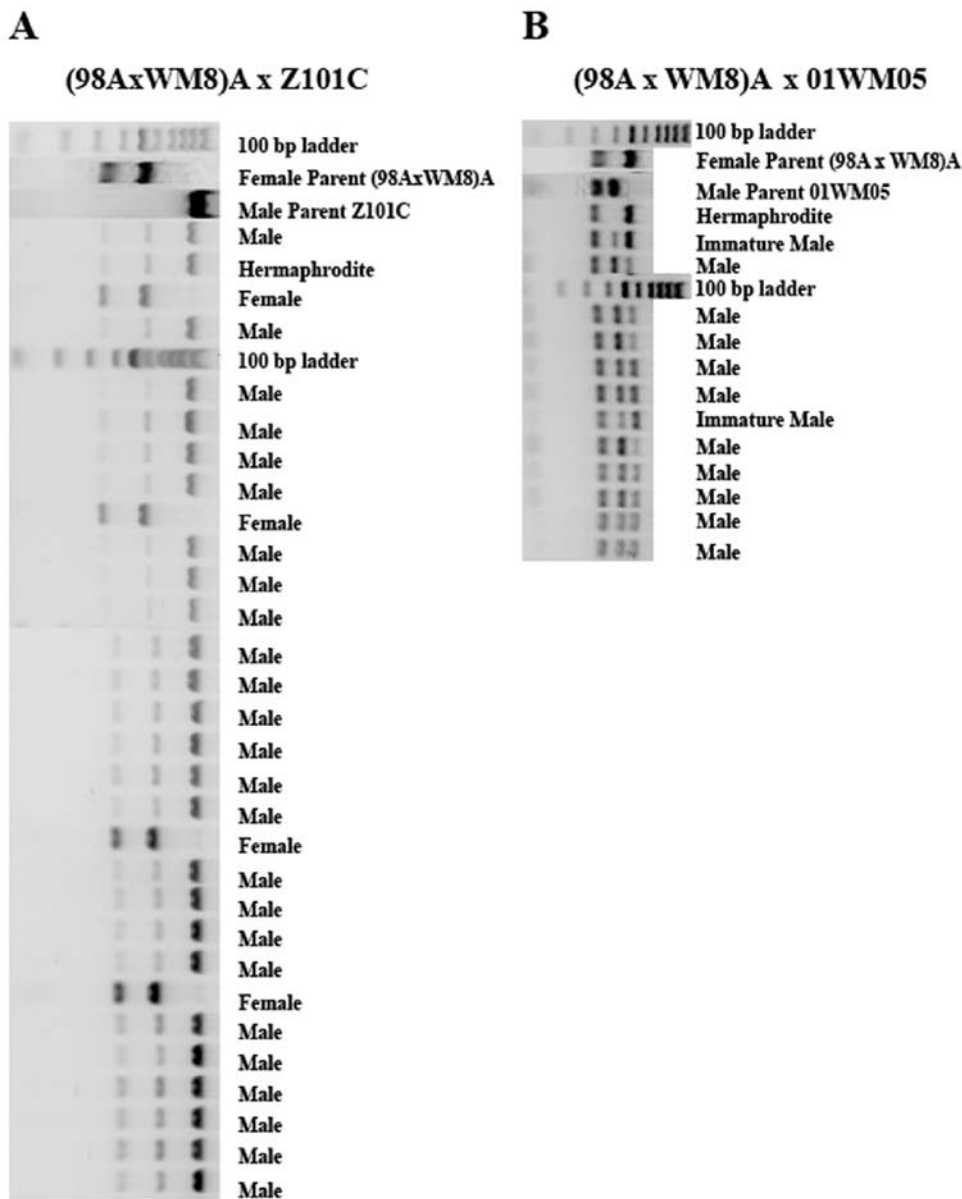 A
(98AxWM8)A x Z101C
100 bp ladder
Female Parent (98AxWM8)A
Male Parent Z101C
Male
Hermaphrodite
Female
Male
100 bp ladder
Male
Male
Male
Male
Female
Male
Male
Male
Male
Male
Male
Male
Male
Male
Female
Male
Male
Male
Male
Female
Male
Male
Male
Male
Male
Male
B
(98A x WM8)A x 01WM05
100 bp ladder
Female Parent (98A x WM8)A
Male Parent 01WM05
Hermaphrodite
Immature Male
Male
100 bp ladder
Male
Male
Male
Male
Immature Male
Male
Male
Male
Male
Male